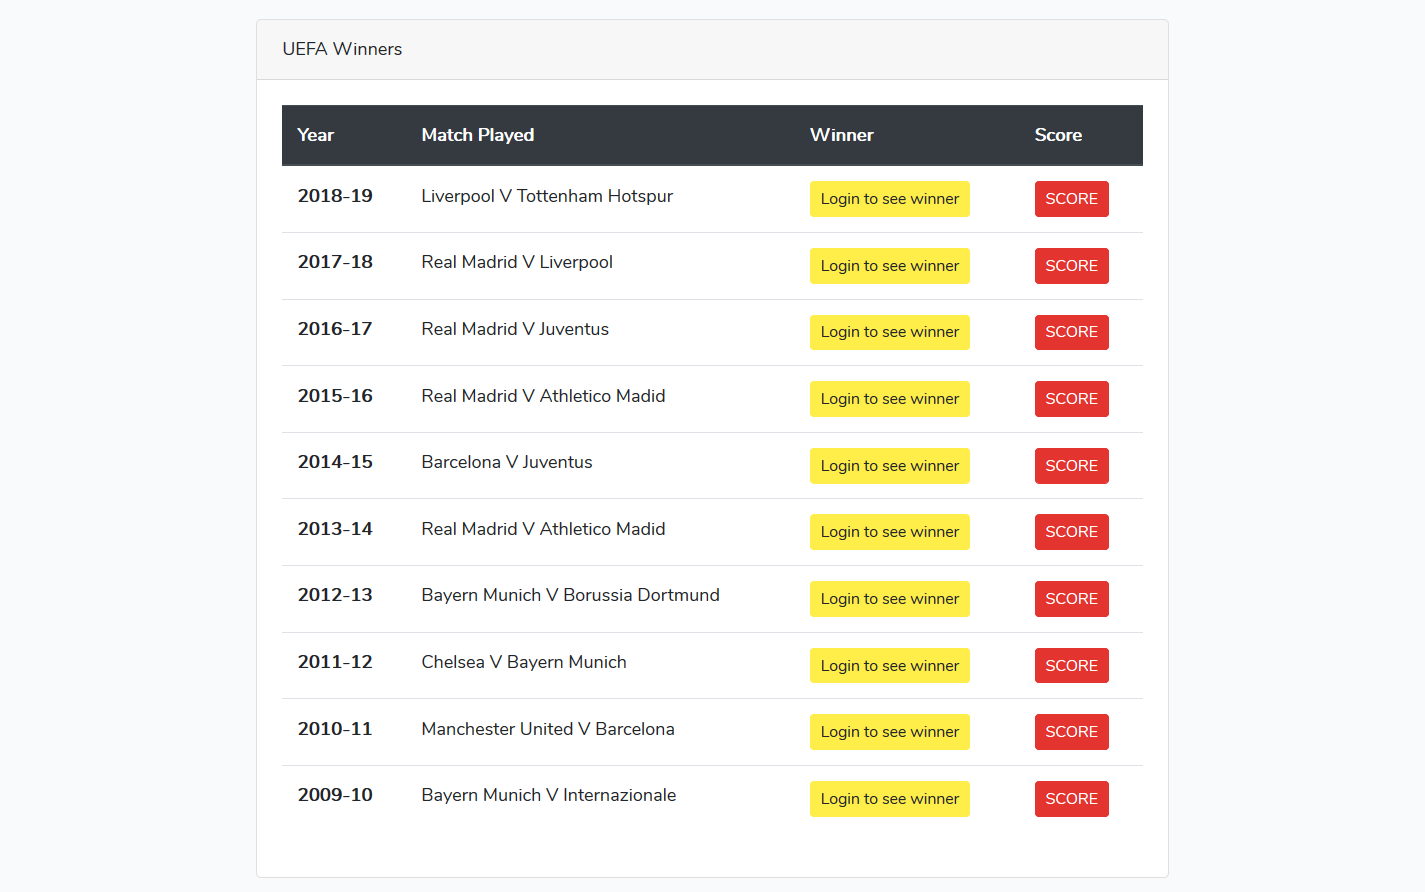 UEFA Winners
Year Match Played Winner Score
2018-19 Liverpool V Tottenham Hotspur Login to see winner SCORE
2017-18 Real Madrid V Liverpool Login to see winner SCORE
2016-17 Real Madrid V Juventus Login to see winner SCORE
2015-16 Real Madrid V Athletico Madid Login to see winner SCORE
2014-15 Barcelona V Juventus Login to see winner SCORE
2013-14 Real Madrid V Athletico Madid Login to see winner SCORE
2012-13 Bayern Munich V Borussia Dortmund Login to see winner SCORE
2011-12 Chelsea V Bayern Munich Login to see winner SCORE
2010-11 Manchester United V Barcelona Login to see winner SCORE
2009-10 Bayern Munich V Internazionale Login to see winner SCORE